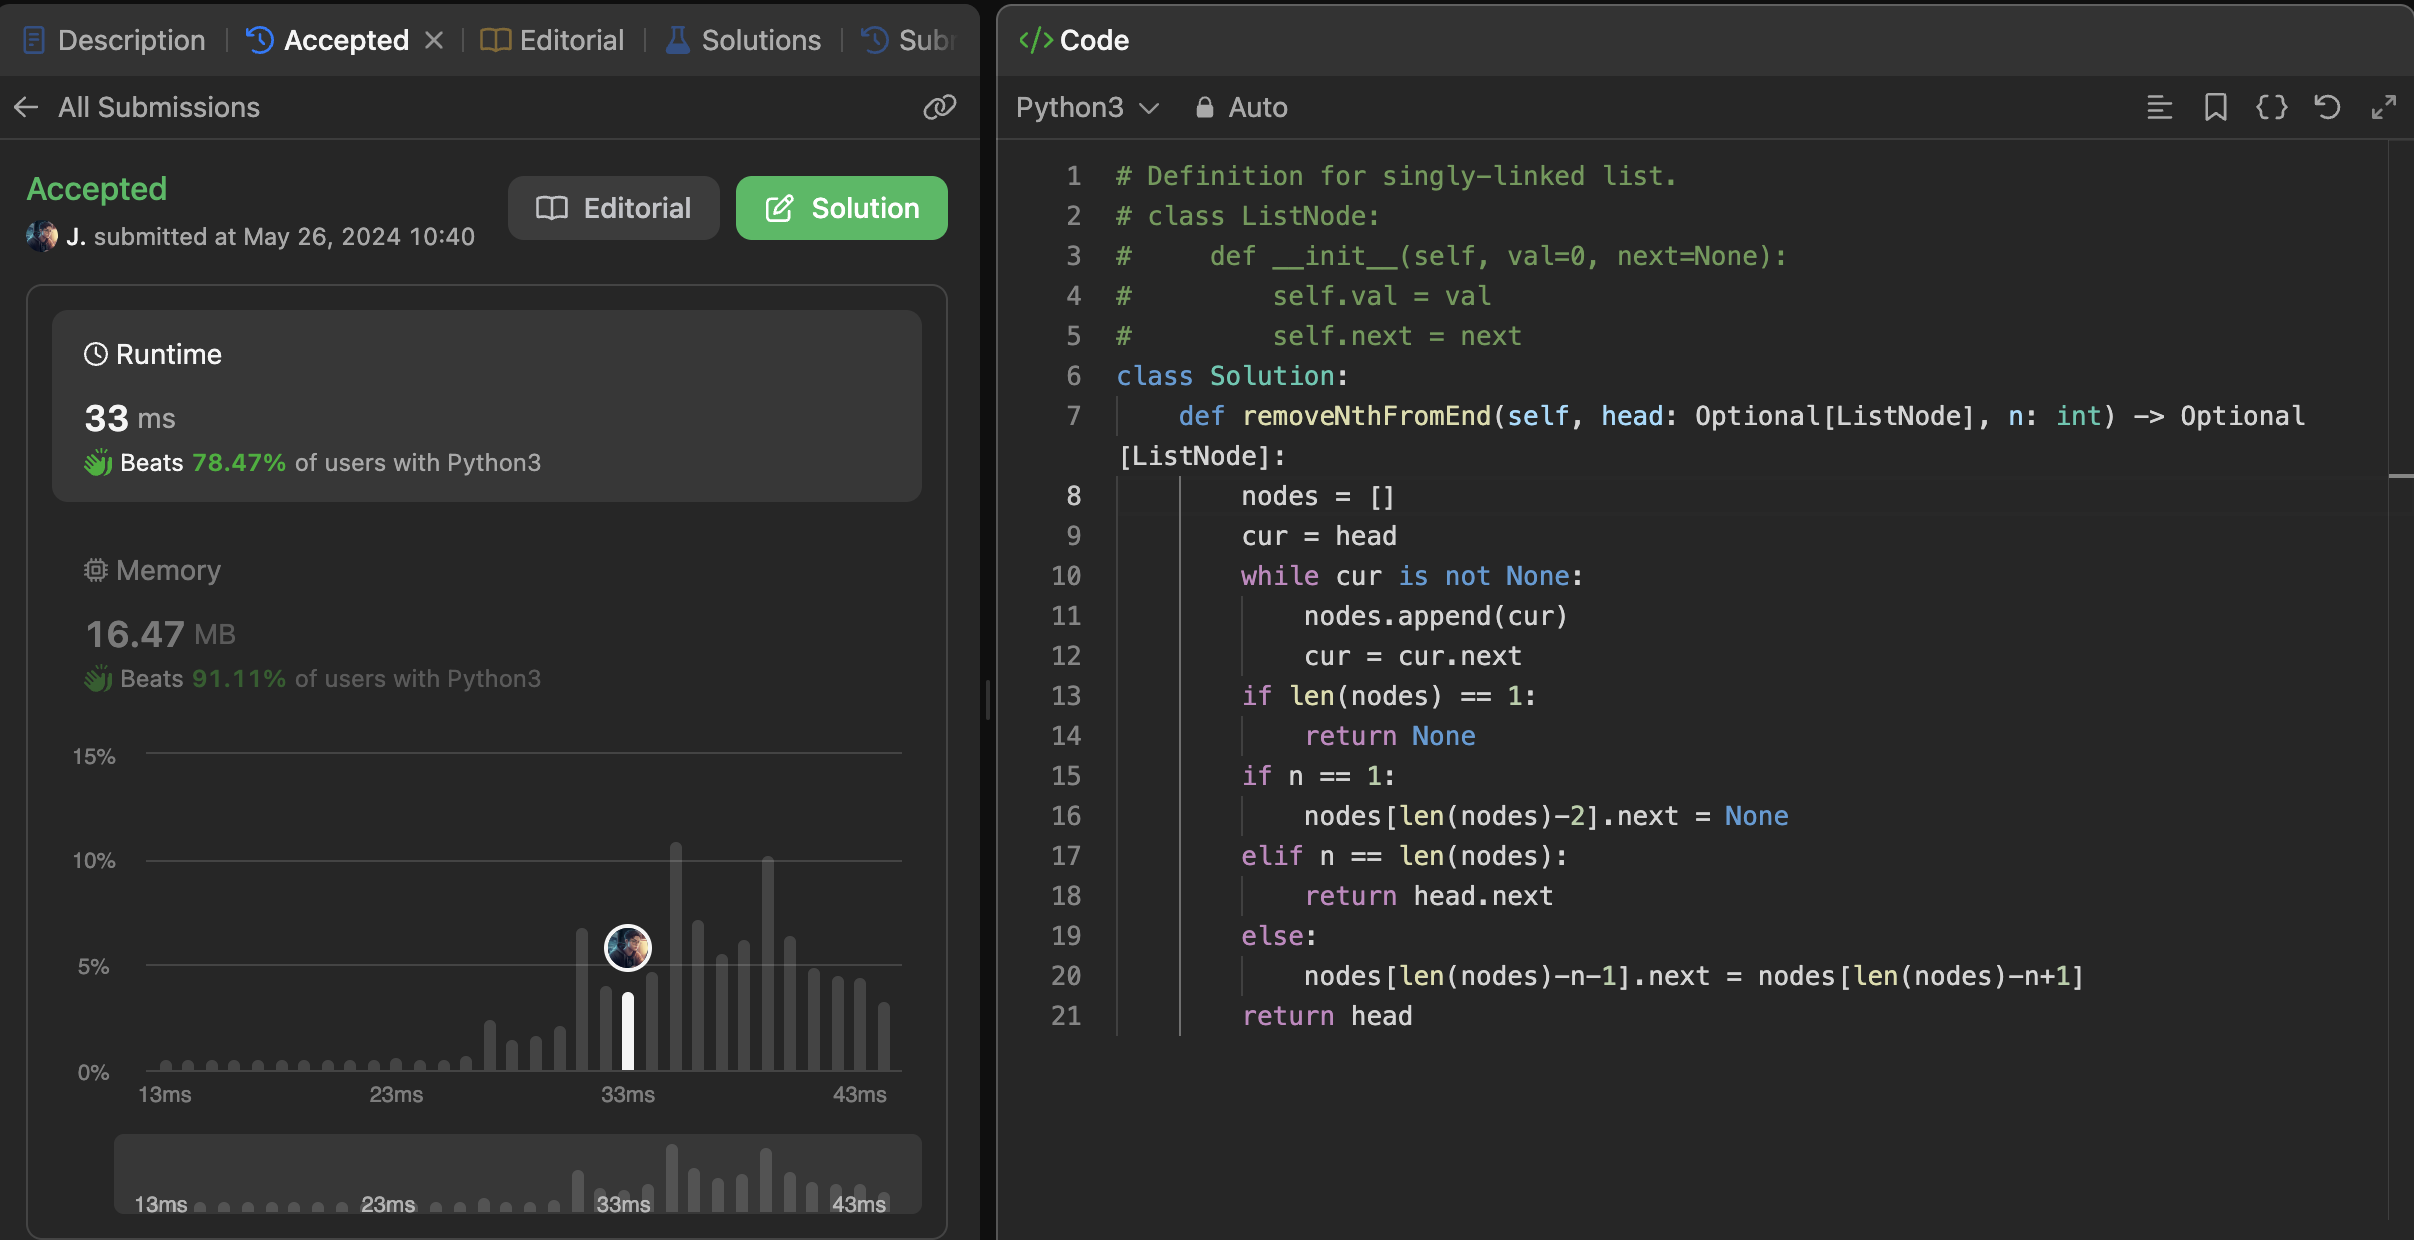 Description
Accepted
Editorial
Solutions
All Submissions
Accepted
J. submitted at May 26, 2024 10:40
Editorial
Solution
Runtime
33 ms
Beats 78.47% of users with Python3
Memory
16.47 MB
Beats 91.11% of users with Python3
15%
10%
5%
0%
13ms 23ms 33ms 43ms
13ms 23ms 33ms 43ms
</> Code
Python3 Auto
1 # Definition for singly-linked list.
2 # class ListNode:
3 #     def __init__(self, val=0, next=None):
4 #         self.val = val
5 #         self.next = next
6 class Solution:
7     def removeNthFromEnd(self, head: Optional[ListNode], n: int) -> Optional
[ListNode]:
8         nodes = []
9         cur = head
10         while cur is not None:
11             nodes.append(cur)
12             cur = cur.next
13         if len(nodes) == 1:
14             return None
15         if n == 1:
16             nodes[len(nodes)-2].next = None
17         elif n == len(nodes):
18             return head.next
19         else:
20             nodes[len(nodes)-n-1].next = nodes[len(nodes)-n+1]
21         return head